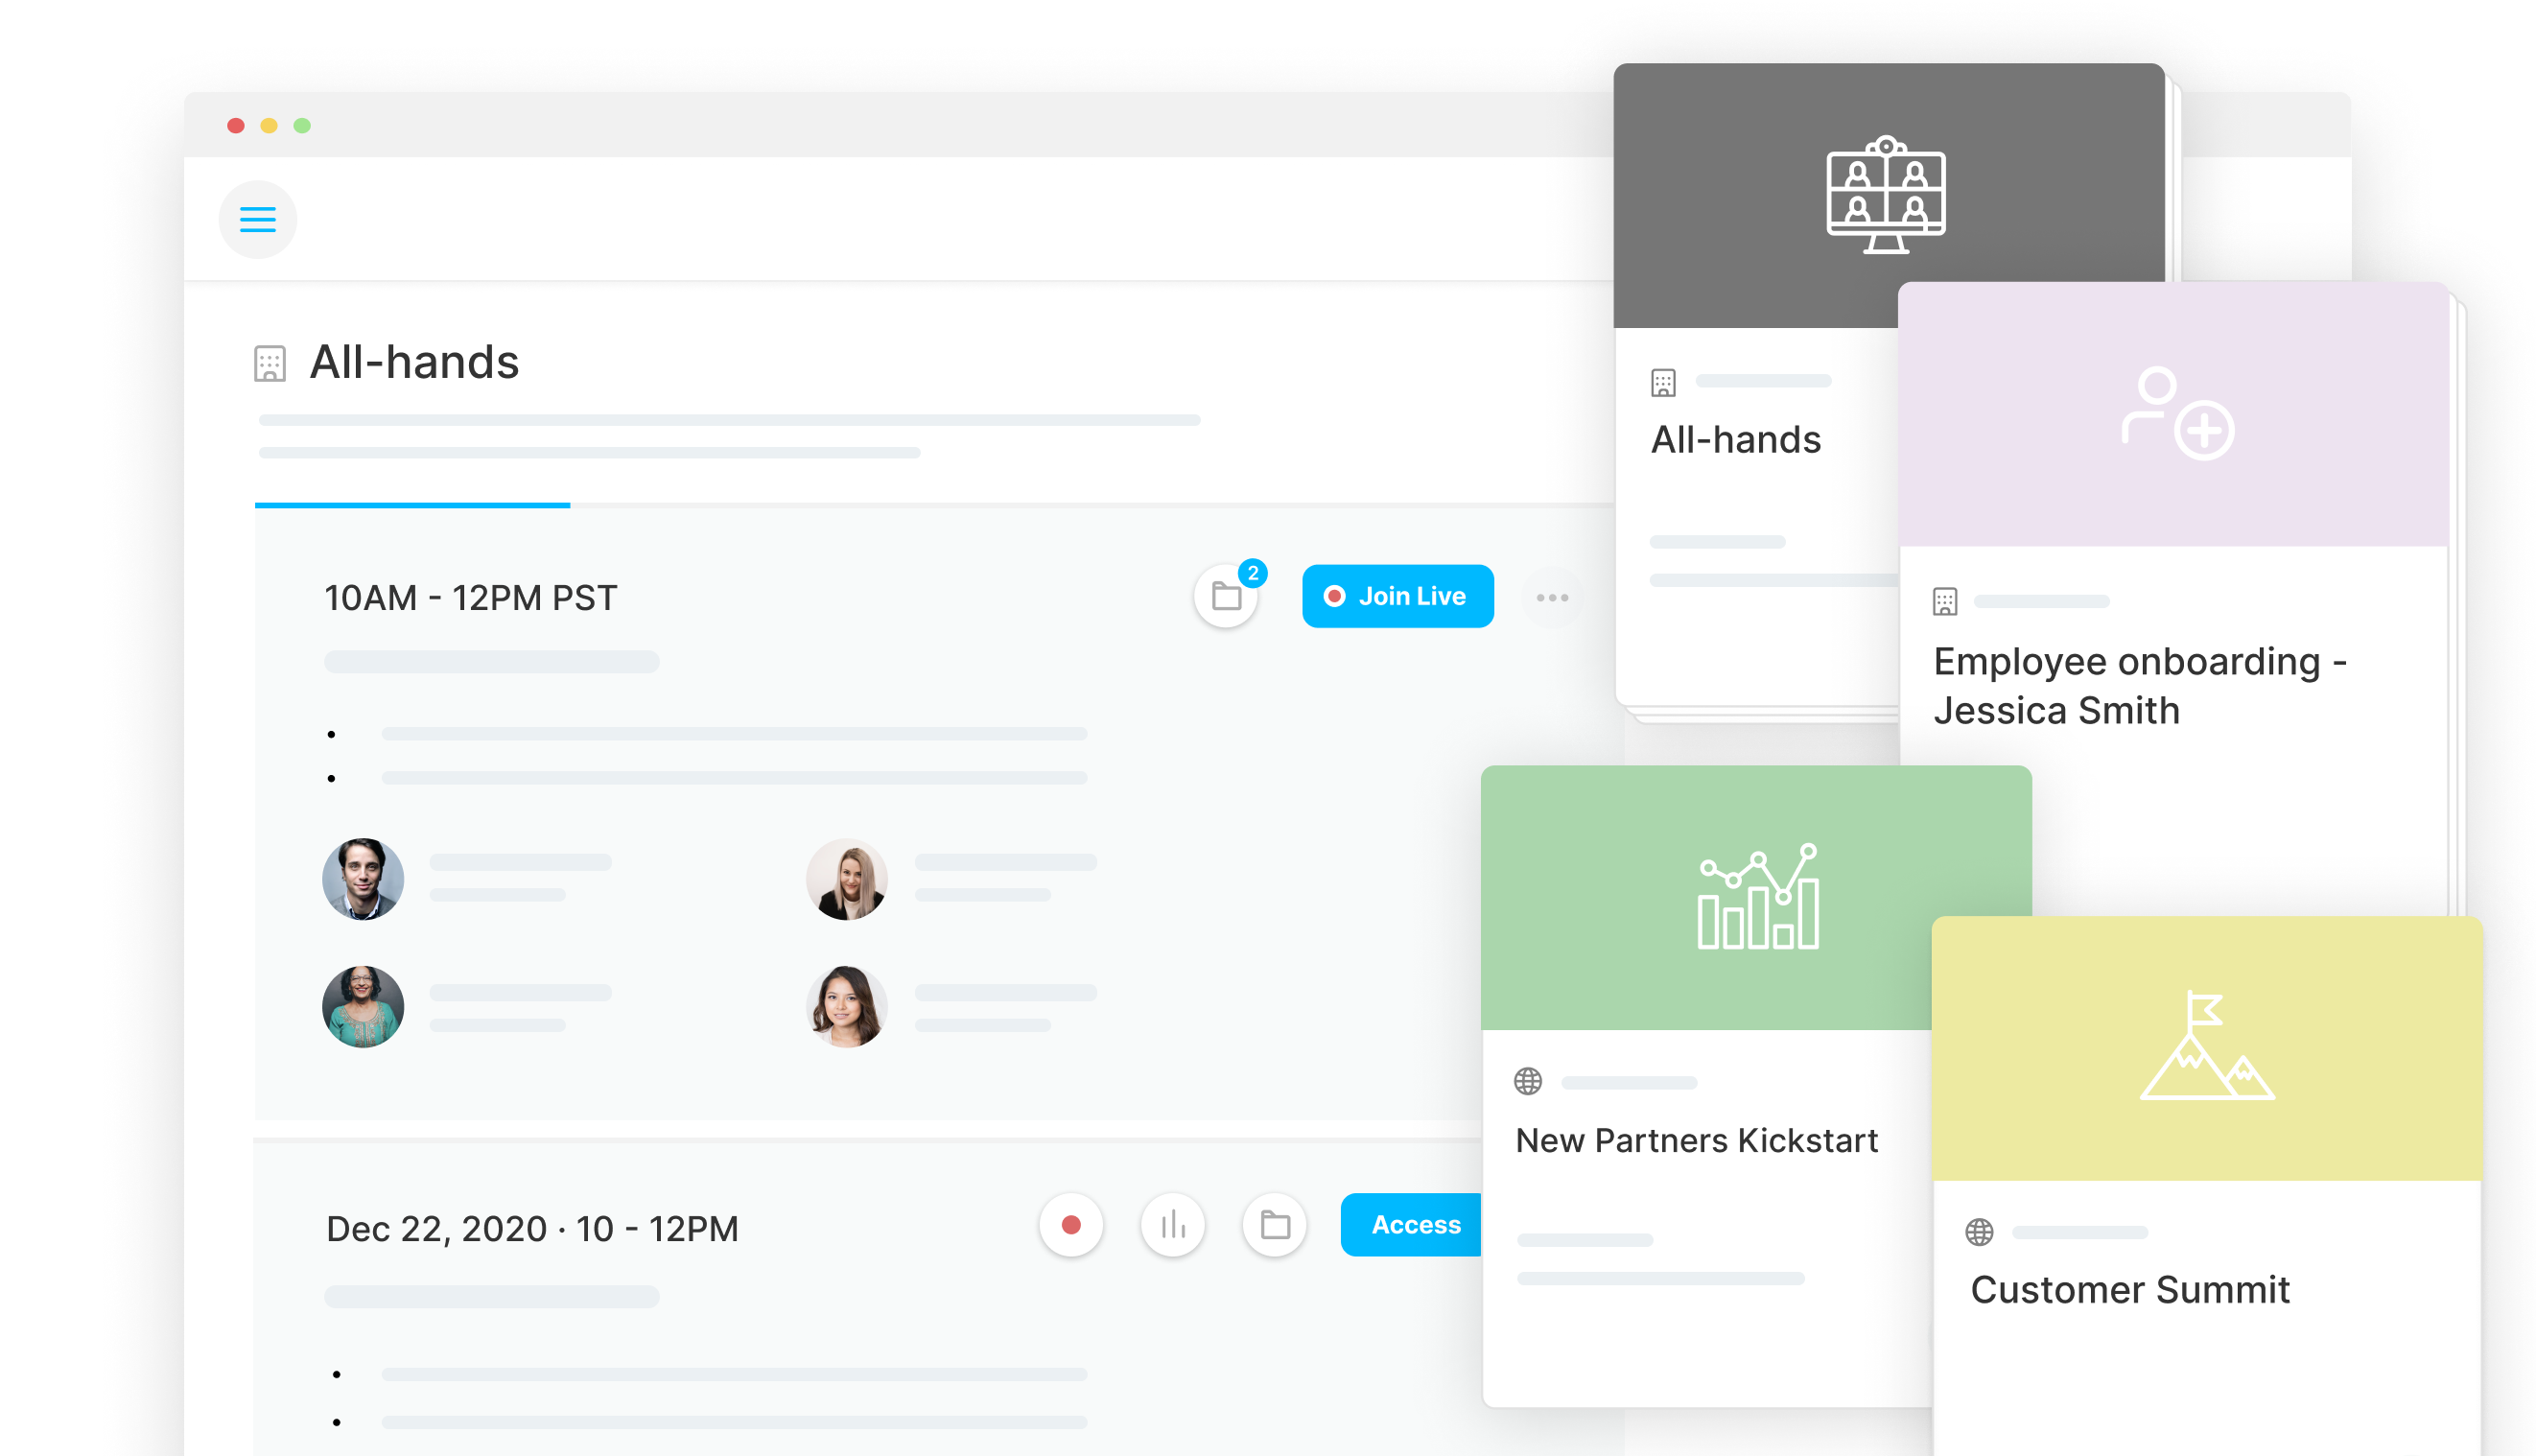 All-hands
10AM - 12PM PST
2
Join Live
Dec 22, 2020 · 10 - 12PM
Access
All-hands
Employee onboarding -
Jessica Smith
New Partners Kickstart
Customer Summit